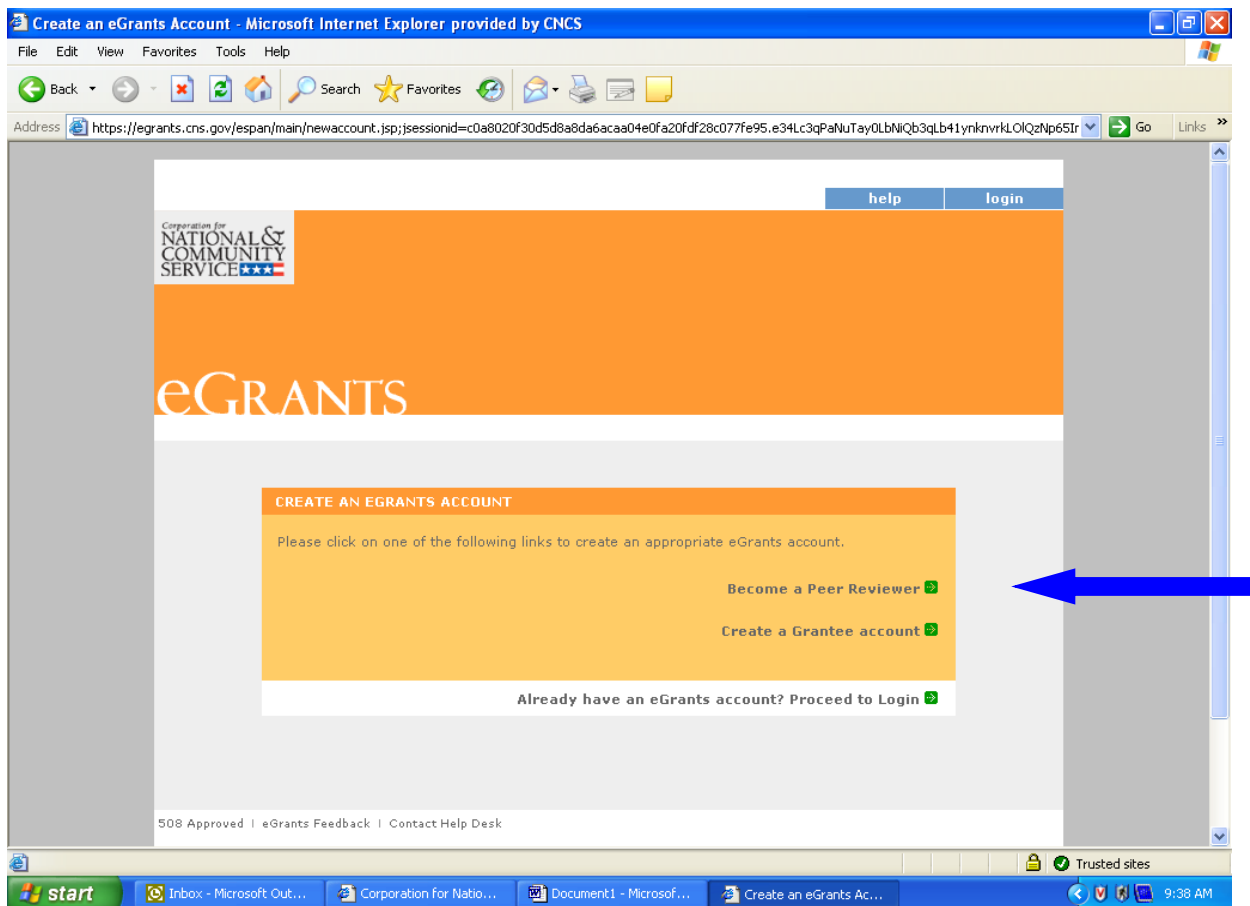 Create an eGrants Account - Microsoft Internet Explorer provided by CNCS
File Edit View Favorites Tools Help
Back Search Favorites
Address https://egrants.cns.gov/espan/main/newaccount.jsp;jsessionid=c0a8020f30d5d8a8da6acaa04e0fa20fdf28c077fe95.e34Lc3qPaNuTay0LbNiQb3qLb41ynknvrkLOlQzNp65Ir Go Links »
help login
Corporation for
NATIONAL &
COMMUNITY
SERVICE
eGRANTS
CREATE AN EGRANTS ACCOUNT
Please click on one of the following links to create an appropriate eGrants account.
Become a Peer Reviewer
Create a Grantee account
Already have an eGrants account? Proceed to Login
508 Approved | eGrants Feedback | Contact Help Desk
Trusted sites
start Inbox - Microsoft Out... Corporation for Natio... Document1 - Microsof... Create an eGrants Ac... 9:38 AM